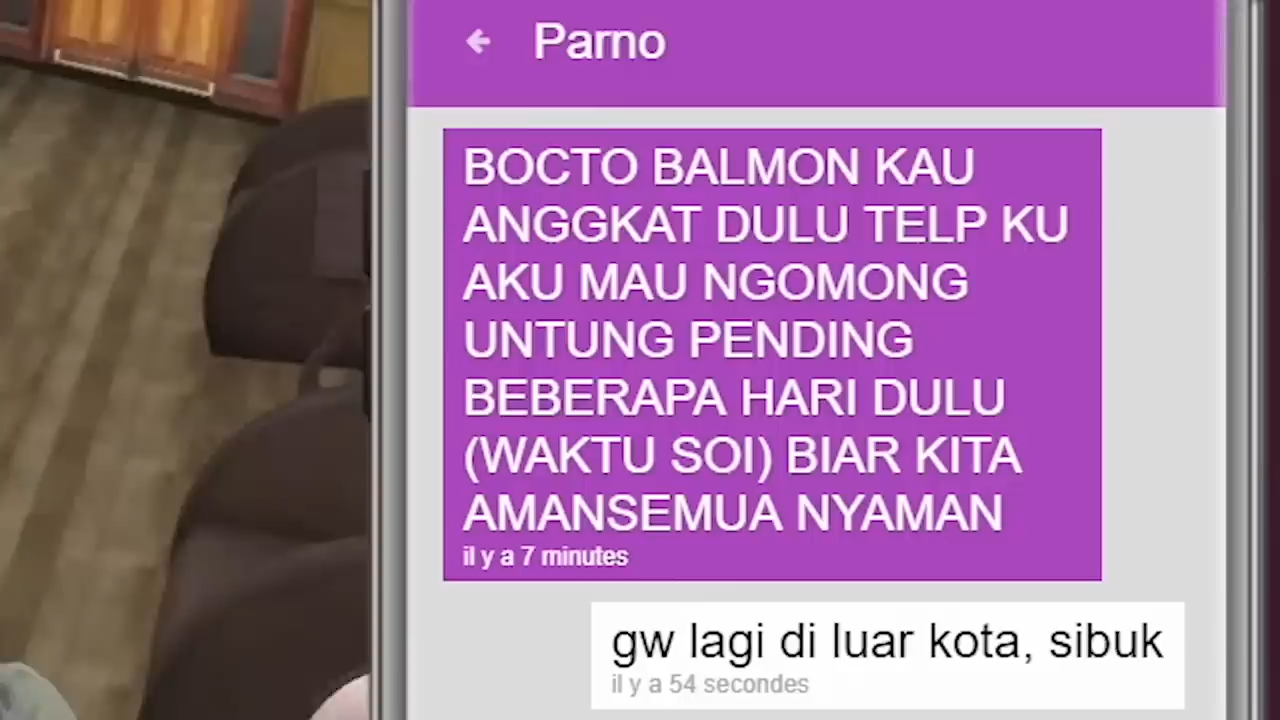 Parno
BOCTO BALMON KAU
ANGGKAT DULU TELP KU
AKU MAU NGOMONG
UNTUNG PENDING
BEBERAPA HARI DULU
(WAKTU SOI) BIAR KITA
AMANSEMUA NYAMAN
il y a 7 minutes
gw lagi di luar kota, sibuk
il y a 54 secondes